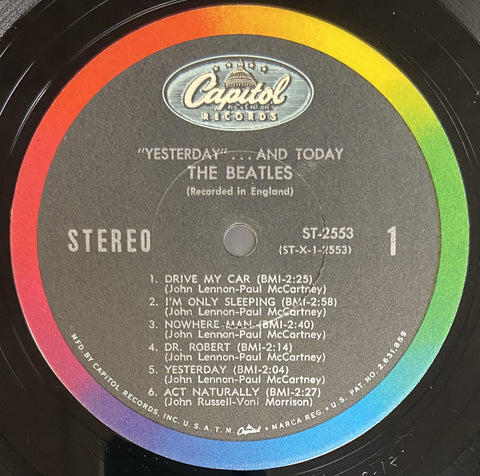 Capitol
RECORDS
"YESTERDAY" . . . AND TODAY
THE BEATLES
(Recorded in England)
STEREO
ST-2553
(ST-X-1-2553)
1
1. DRIVE MY CAR (BMI-2:25)
(John Lennon-Paul McCartney)
2. I'M ONLY SLEEPING (BMI-2:58)
(John Lennon-Paul McCartney)
3. NOWHERE MAN (BMI-2:40)
(John Lennon-Paul McCartney)
4. DR. ROBERT (BMI-2:14)
(John Lennon-Paul McCartney)
5. YESTERDAY (BMI-2:04)
(John Lennon-Paul McCartney)
6. ACT NATURALLY (BMI-2:27)
(John Russell-Voni Morrison)
MFD. BY CAPITOL RECORDS, INC. U.S.A. T.M. Capitol MARCA REG. • U.S. PAT. NO. 2,631,859